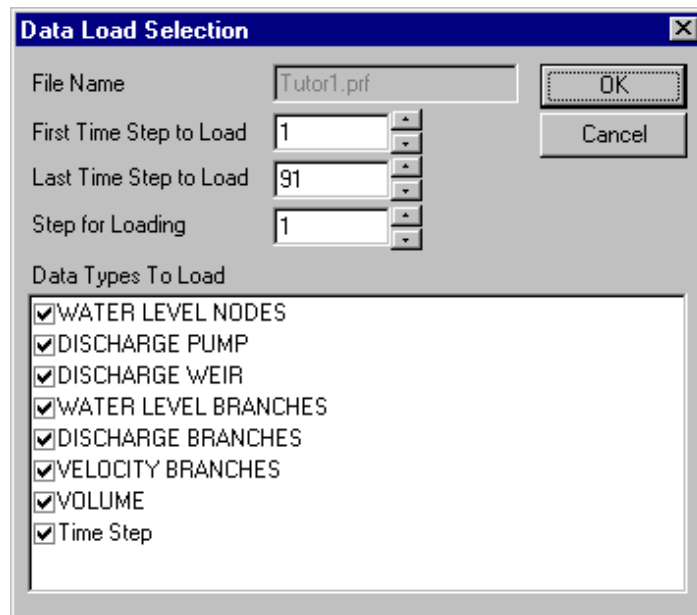 Data Load Selection
File Name Tutor1.prf OK
First Time Step to Load 1 Cancel
Last Time Step to Load 91
Step for Loading 1
Data Types To Load
WATER LEVEL NODES
DISCHARGE PUMP
DISCHARGE WEIR
WATER LEVEL BRANCHES
DISCHARGE BRANCHES
VELOCITY BRANCHES
VOLUME
Time Step